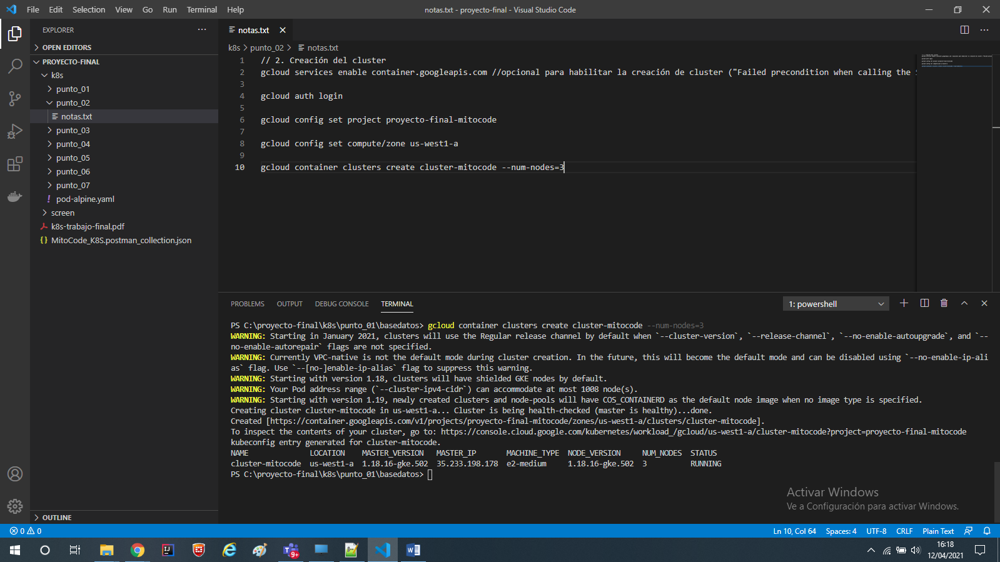 File Edit Selection View Go Run Terminal Help
notas.txt - proyecto-final - Visual Studio Code
EXPLORER
OPEN EDITORS
PROYECTO-FINAL
k8s
punto_01
punto_02
notas.txt
punto_03
punto_04
punto_05
punto_06
punto_07
! pod-alpine.yaml
screen
k8s-trabajo-final.pdf
{} MitoCode_K8S.postman_collection.json
OUTLINE
notas.txt
k8s > punto_02 > notas.txt
1 // 2. Creación del cluster
2 gcloud services enable container.googleapis.com //opcional para habilitar la creación de cluster ("Failed precondition when calling the
3
4 gcloud auth login
5
6 gcloud config set project proyecto-final-mitocode
7
8 gcloud config set compute/zone us-west1-a
9
10 gcloud container clusters create cluster-mitocode --num-nodes=3
PROBLEMS OUTPUT DEBUG CONSOLE TERMINAL
1: powershell
PS C:\proyecto-final\k8s\punto_01\basedatos> gcloud container clusters create cluster-mitocode --num-nodes=3
WARNING: Starting in January 2021, clusters will use the Regular release channel by default when `--cluster-version`, `--release-channel`, `--no-enable-autoupgrade`, and `--
no-enable-autorepair` flags are not specified.
WARNING: Currently VPC-native is not the default mode during cluster creation. In the future, this will become the default mode and can be disabled using `--no-enable-ip-ali
as` flag. Use `--[no-]enable-ip-alias` flag to suppress this warning.
WARNING: Starting with version 1.18, clusters will have shielded GKE nodes by default.
WARNING: Your Pod address range (`--cluster-ipv4-cidr`) can accommodate at most 1008 node(s).
WARNING: Starting with version 1.19, newly created clusters and node-pools will have COS_CONTAINERD as the default node image when no image type is specified.
Creating cluster cluster-mitocode in us-west1-a... Cluster is being health-checked (master is healthy)...done.
Created [https://container.googleapis.com/v1/projects/proyecto-final-mitocode/zones/us-west1-a/clusters/cluster-mitocode].
To inspect the contents of your cluster, go to: https://console.cloud.google.com/kubernetes/workload_/gcloud/us-west1-a/cluster-mitocode?project=proyecto-final-mitocode
kubeconfig entry generated for cluster-mitocode.
NAME LOCATION MASTER_VERSION MASTER_IP MACHINE_TYPE NODE_VERSION NUM_NODES STATUS
cluster-mitocode us-west1-a 1.18.16-gke.502 35.233.198.178 e2-medium 1.18.16-gke.502 3 RUNNING
PS C:\proyecto-final\k8s\punto_01\basedatos>
Activar Windows
Ve a Configuración para activar Windows.
0 0
Ln 10, Col 64 Spaces: 4 UTF-8 CRLF Plain Text
9+
16:18
12/04/2021